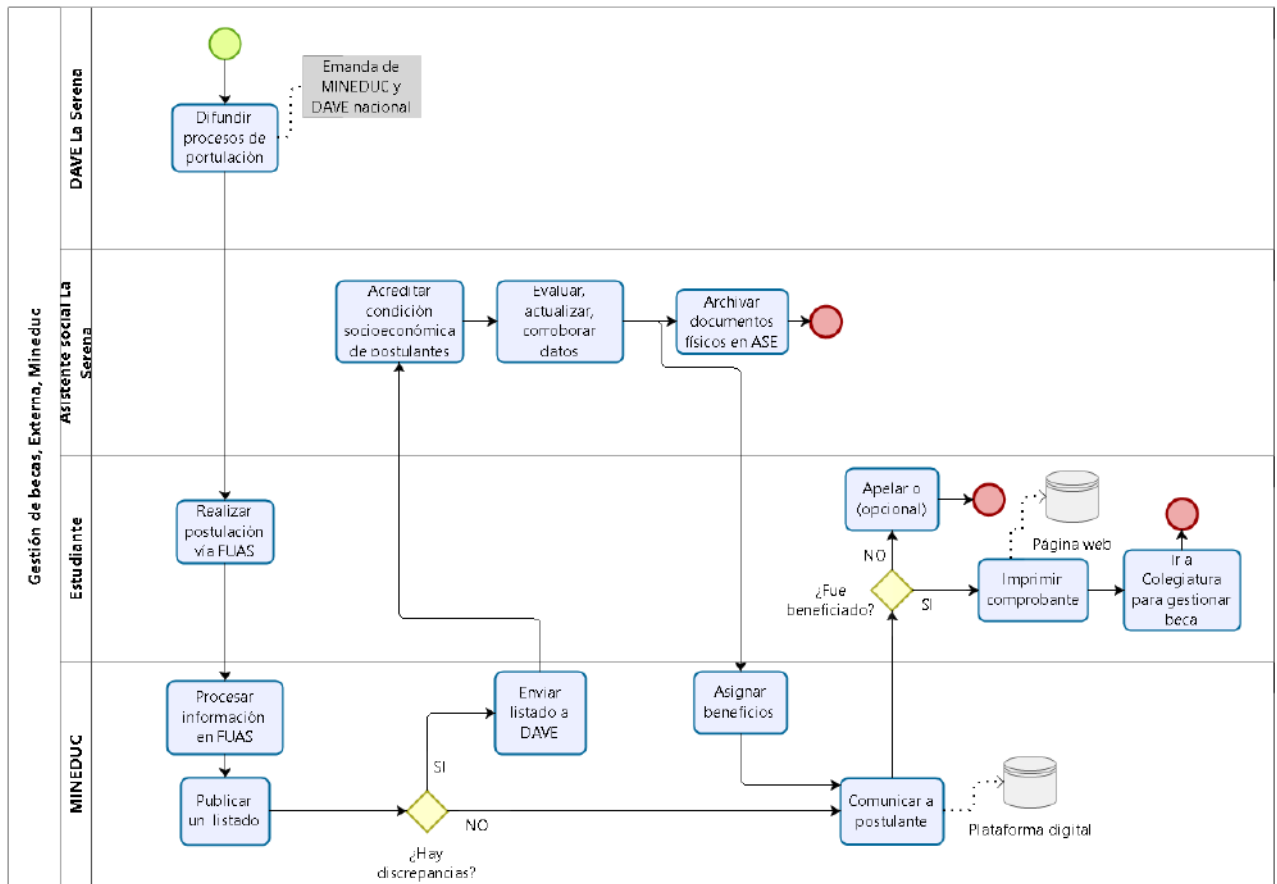 Gestión de becas, Externa, Mineduc
DAVE La Serena
Emanda de
MINEDUC y
DAVE nacional
Difundir
procesos de
portulación
Asistente social La
Serena
Acreditar
condición
socioeconómica
de postulantes
Evaluar,
actualizar,
corroborar
datos
Archivar
documentos
físicos en ASE
Estudiante
Realizar
postulación
vía FUAS
Apelar o
(opcional)
NO
¿Fue
beneficiado?
SI
Imprimir
comprobante
Página web
Ir a
Colegiatura
para gestionar
beca
MINEDUC
Procesar
información
en FUAS
Publicar
un listado
¿Hay
discrepancias?
SI
NO
Enviar
listado a
DAVE
Asignar
beneficios
Comunicar a
postulante
Plataforma digital